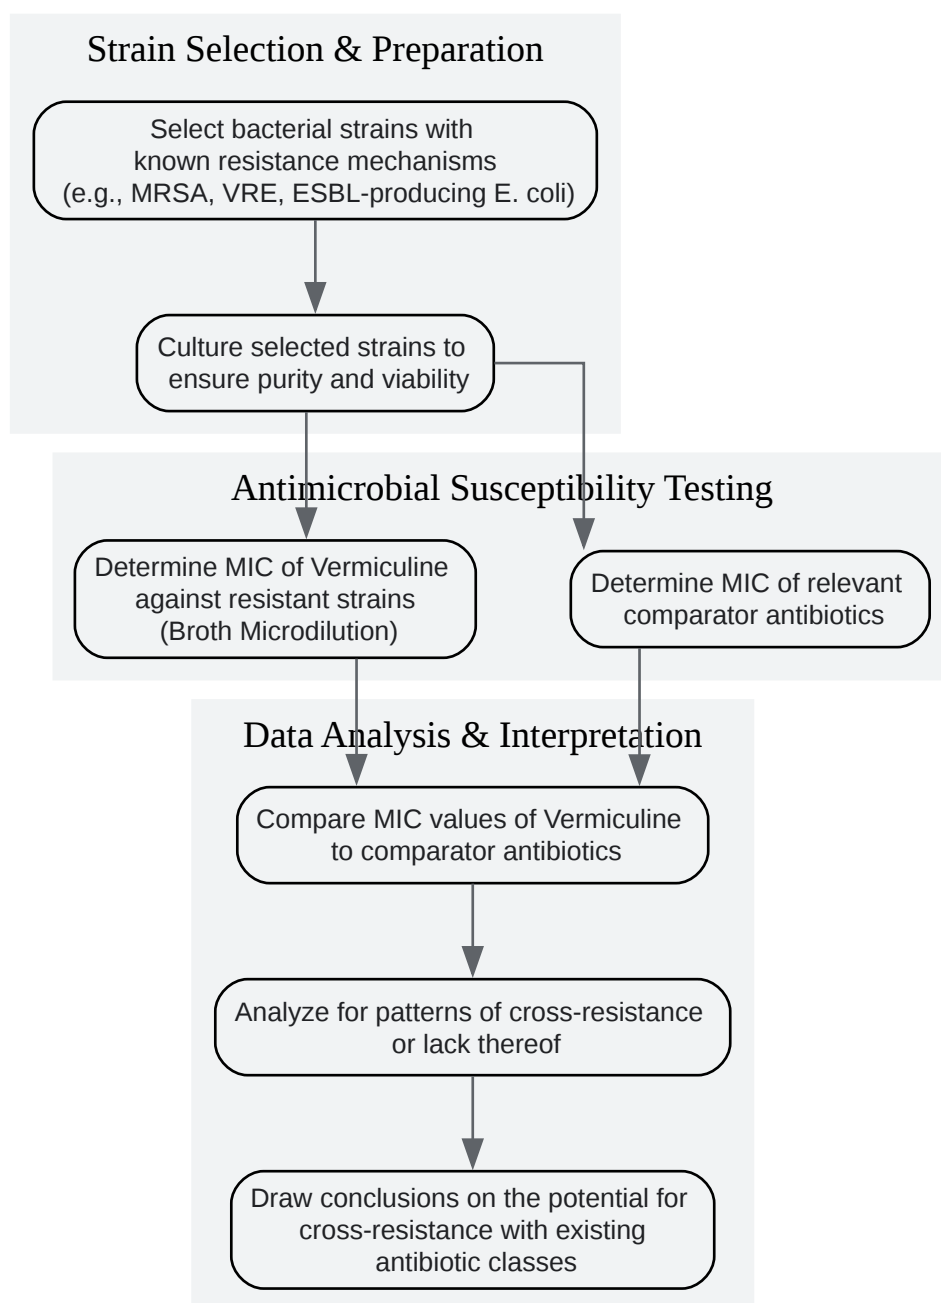 Strain Selection & Preparation
Select bacterial strains with
known resistance mechanisms
(e.g., MRSA, VRE, ESBL-producing E. coli)
Culture selected strains to
ensure purity and viability
Antimicrobial Susceptibility Testing
Determine MIC of Vermiculine
against resistant strains
(Broth Microdilution)
Determine MIC of relevant
comparator antibiotics
Data Analysis & Interpretation
Compare MIC values of Vermiculine
to comparator antibiotics
Analyze for patterns of cross-resistance
or lack thereof
Draw conclusions on the potential for
cross-resistance with existing
antibiotic classes